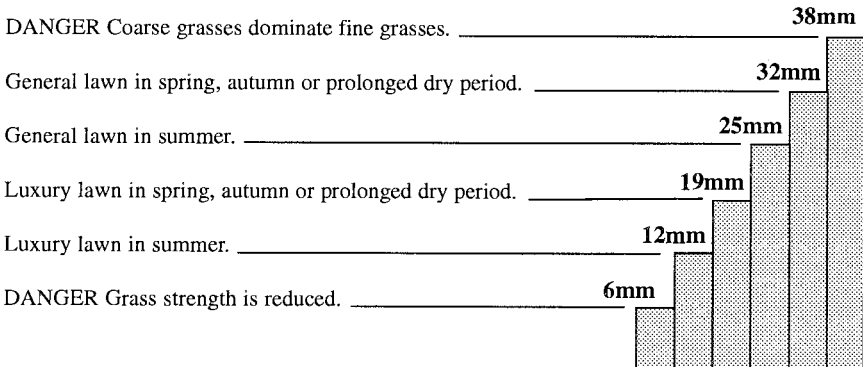 38mm
DANGER Coarse grasses dominate fine grasses.
32mm
General lawn in spring, autumn or prolonged dry period.
25mm
General lawn in summer.
19mm
Luxury lawn in spring, autumn or prolonged dry period.
12mm
Luxury lawn in summer.
6mm
DANGER Grass strength is reduced.